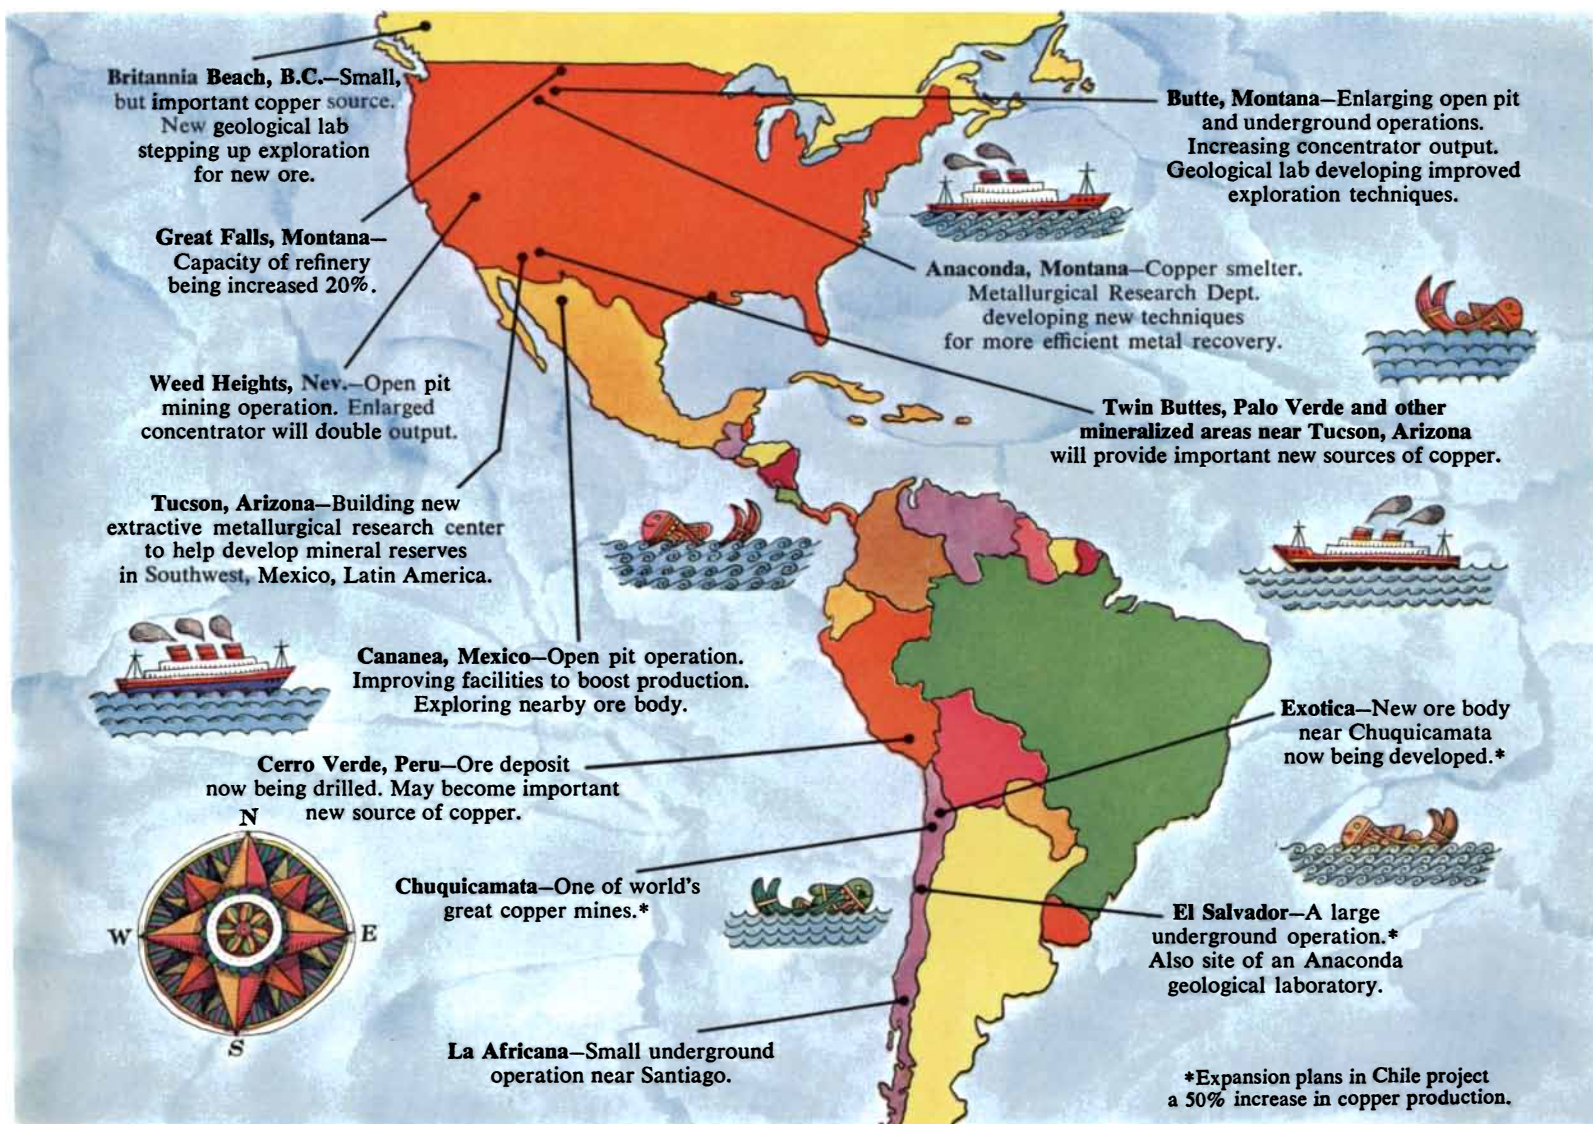 Britannia Beach, B.C.—Small,
but important copper source.
New geological lab
stepping up exploration
for new ore.
Butte, Montana—Enlarging open pit
and underground operations.
Increasing concentrator output.
Geological lab developing improved
exploration techniques.
Great Falls, Montana—
Capacity of refinery
being increased 20%.
Anaconda, Montana—Copper smelter.
Metallurgical Research Dept.
developing new techniques
for more efficient metal recovery.
Weed Heights, Nev.—Open pit
mining operation. Enlarged
concentrator will double output.
Twin Buttes, Palo Verde and other
mineralized areas near Tucson, Arizona
will provide important new sources of copper.
Tucson, Arizona—Building new
extractive metallurgical research center
to help develop mineral reserves
in Southwest, Mexico, Latin America.
Cananea, Mexico—Open pit operation.
Improving facilities to boost production.
Exploring nearby ore body.
Exotica—New ore body
near Chuquicamata
now being developed.*
Cerro Verde, Peru—Ore deposit
now being drilled. May become important
new source of copper.
N
W
E
S
Chuquicamata—One of world's
great copper mines.*
El Salvador—A large
underground operation.*
Also site of an Anaconda
geological laboratory.
La Africana—Small underground
operation near Santiago.
*Expansion plans in Chile project
a 50% increase in copper production.